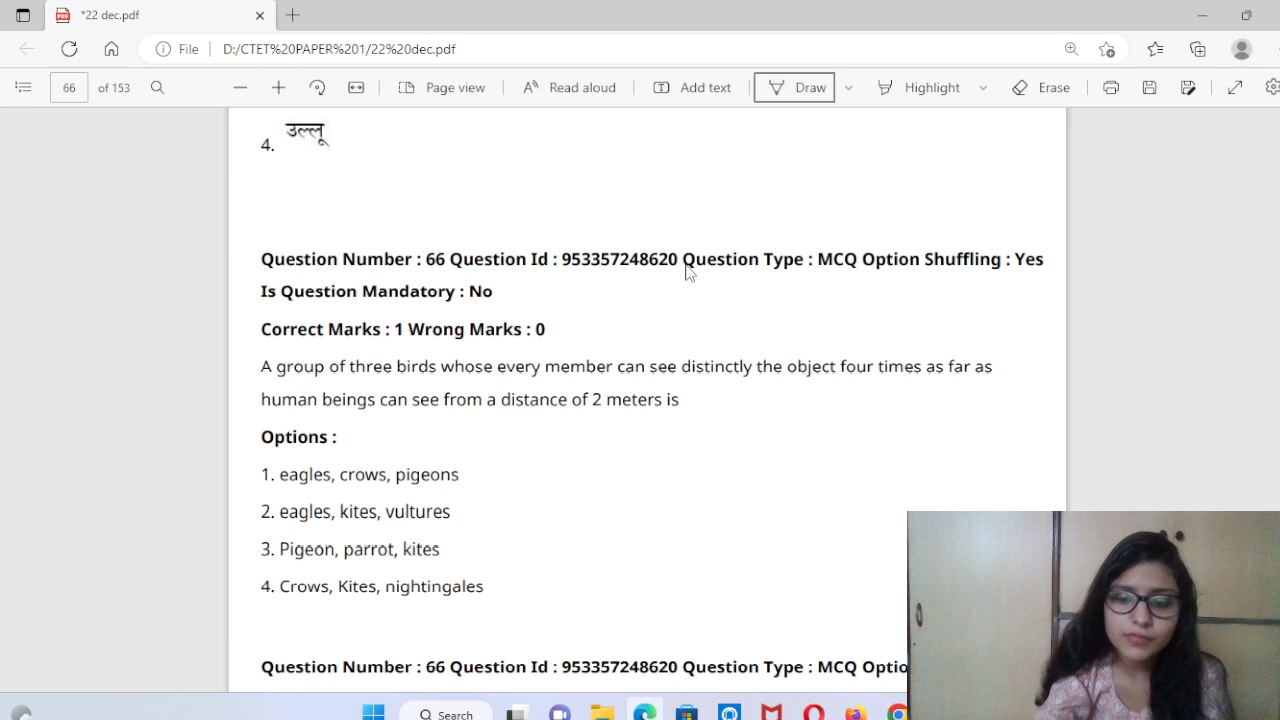 *22 dec.pdf
File D:/CTET%20PAPER%201/22%20dec.pdf
66 of 153 Page view Read aloud Add text Draw Highlight Erase
4. उल्लू
Question Number : 66 Question Id : 953357248620 Question Type : MCQ Option Shuffling : Yes
Is Question Mandatory : No
Correct Marks : 1 Wrong Marks : 0
A group of three birds whose every member can see distinctly the object four times as far as
human beings can see from a distance of 2 meters is
Options :
1. eagles, crows, pigeons
2. eagles, kites, vultures
3. Pigeon, parrot, kites
4. Crows, Kites, nightingales
Question Number : 66 Question Id : 953357248620 Question Type : MCQ Optio
Search